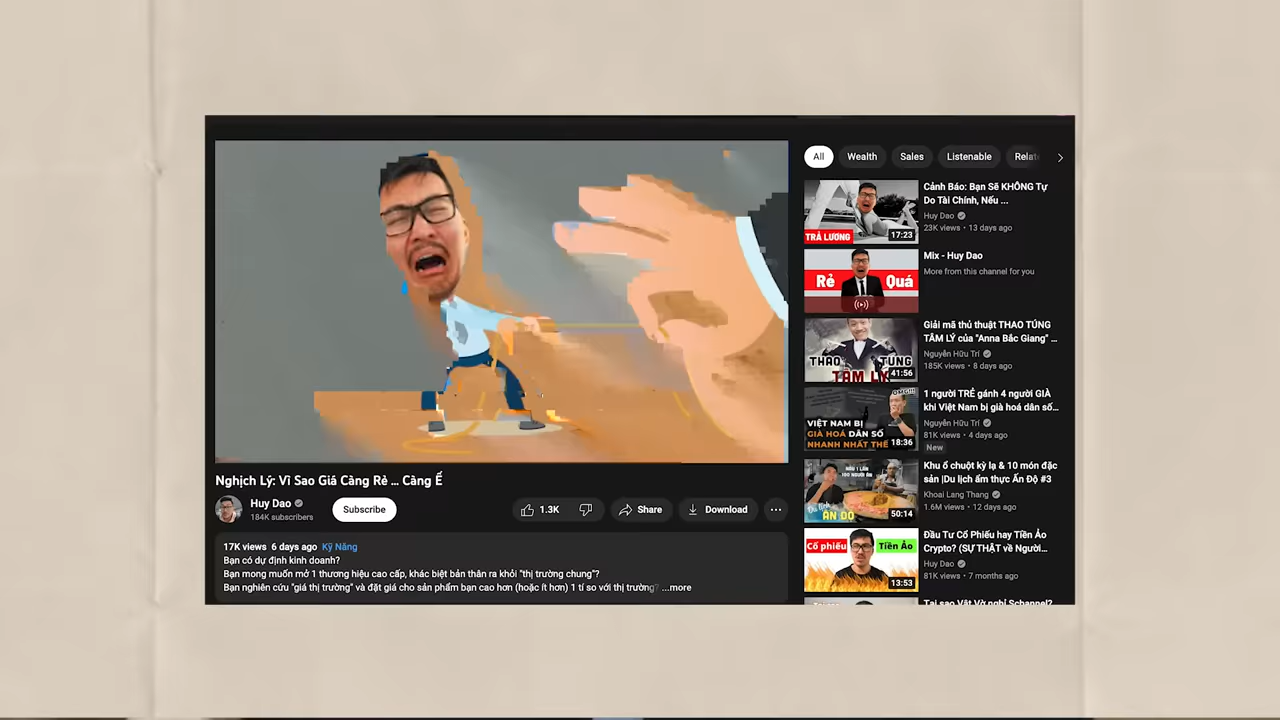 Nghịch Lý: Vì Sao Giá Càng Rẻ ... Càng Ế
Huy Dao
184K subscribers
Subscribe
1.3K
Share
Download
17K views 6 days ago Kỹ Năng
Bạn có dự định kinh doanh?
Bạn mong muốn mở 1 thương hiệu cao cấp, khác biệt bản thân ra khỏi "thị trường chung"?
Bạn nghiên cứu "giá thị trường" và đặt giá cho sản phẩm bạn cao hơn (hoặc ít hơn) 1 tí so với thị trường? ...more
All
Wealth
Sales
Listenable
Relat
TRẢ LƯƠNG
17:23
Cảnh Báo: Bạn Sẽ KHÔNG Tự
Do Tài Chính, Nếu ...
Huy Dao
23K views • 13 days ago
Rẻ
Quá
Mix - Huy Dao
More from this channel for you
THAO TÚNG
TÂM LÝ
41:56
Giải mã thủ thuật THAO TÚNG
TÂM LÝ của "Anna Bắc Giang" ...
Nguyễn Hữu Trí
185K views • 8 days ago
VIỆT NAM BỊ
GIÀ HOÁ DÂN SỐ
NHANH NHẤT THẾ
18:36
1 người TRẺ gánh 4 người GIÀ
khi Việt Nam bị già hoá dân số...
Nguyễn Hữu Trí
81K views • 4 days ago
New
ẤN ĐỘ
50:14
Khu ổ chuột kỳ lạ & 10 món đặc
sản |Du lịch ẩm thực Ấn Độ #3
Khoai Lang Thang
1.6M views • 12 days ago
Cổ phiếu
Tiền Ảo
13:53
Đầu Tư Cổ Phiếu hay Tiền Ảo
Crypto? (SỰ THẬT về Người...
Huy Dao
81K views • 7 months ago
Tại sao Vật Vờ nghỉ Schannel?